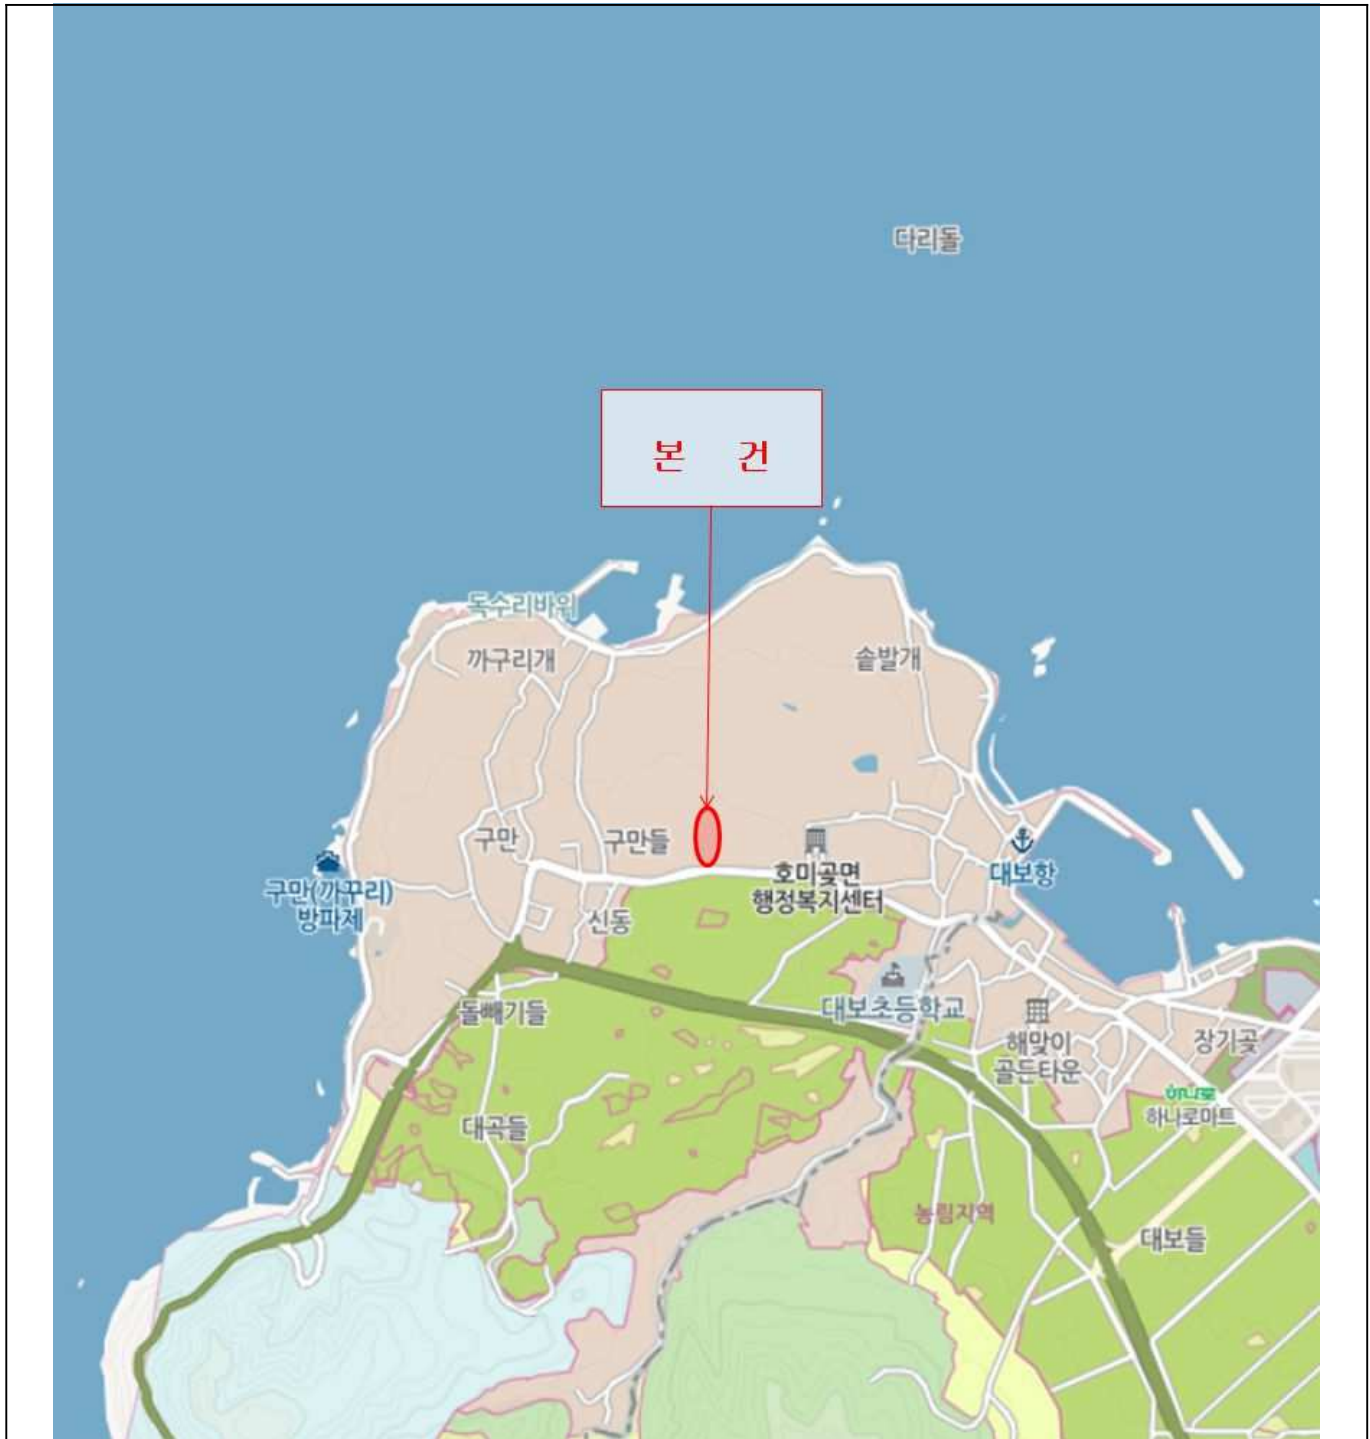 다리돌
본 건
독수리바위
까구리개
솥발개
구만
구만들
호미곶면
행정복지센터
대보항
구만(까꾸리)
방파제
신동
돌빼기들
대보초등학교
해맞이
골든타운
장기곶
하나로
하나로마트
대곡들
농림지역
대보들